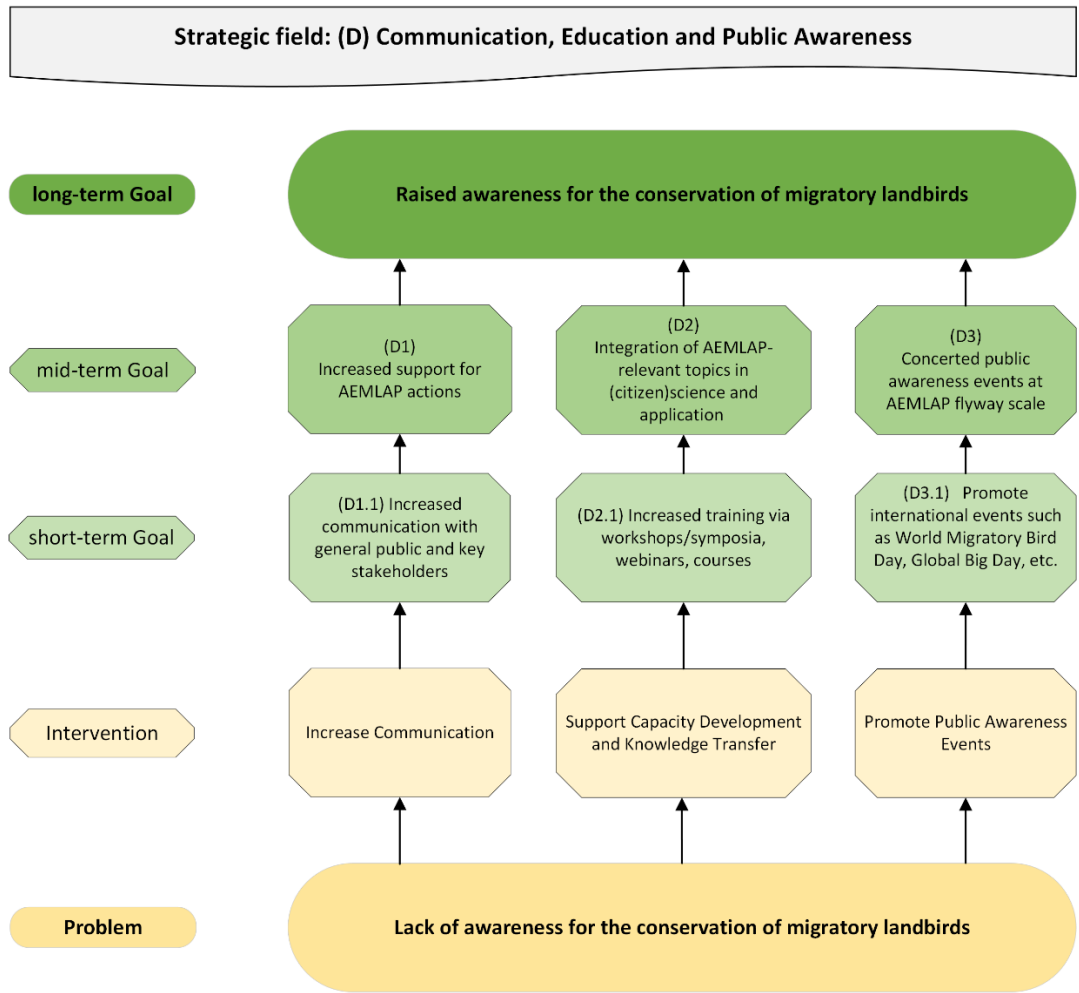 Strategic field: (D) Communication, Education and Public Awareness
long-term Goal
Raised awareness for the conservation of migratory landbirds
mid-term Goal
(D1)
Increased support for
AEMLAP actions
(D2)
Integration of AEMLAP-
relevant topics in
(citizen)science and
application
(D3)
Concerted public
awareness events at
AEMLAP flyway scale
short-term Goal
(D1.1) Increased
communication with
general public and key
stakeholders
(D2.1) Increased training via
workshops/symposia,
webinars, courses
(D3.1) Promote
international events such
as World Migratory Bird
Day, Global Big Day, etc.
Intervention
Increase Communication
Support Capacity Development
and Knowledge Transfer
Promote Public Awareness
Events
Problem
Lack of awareness for the conservation of migratory landbirds